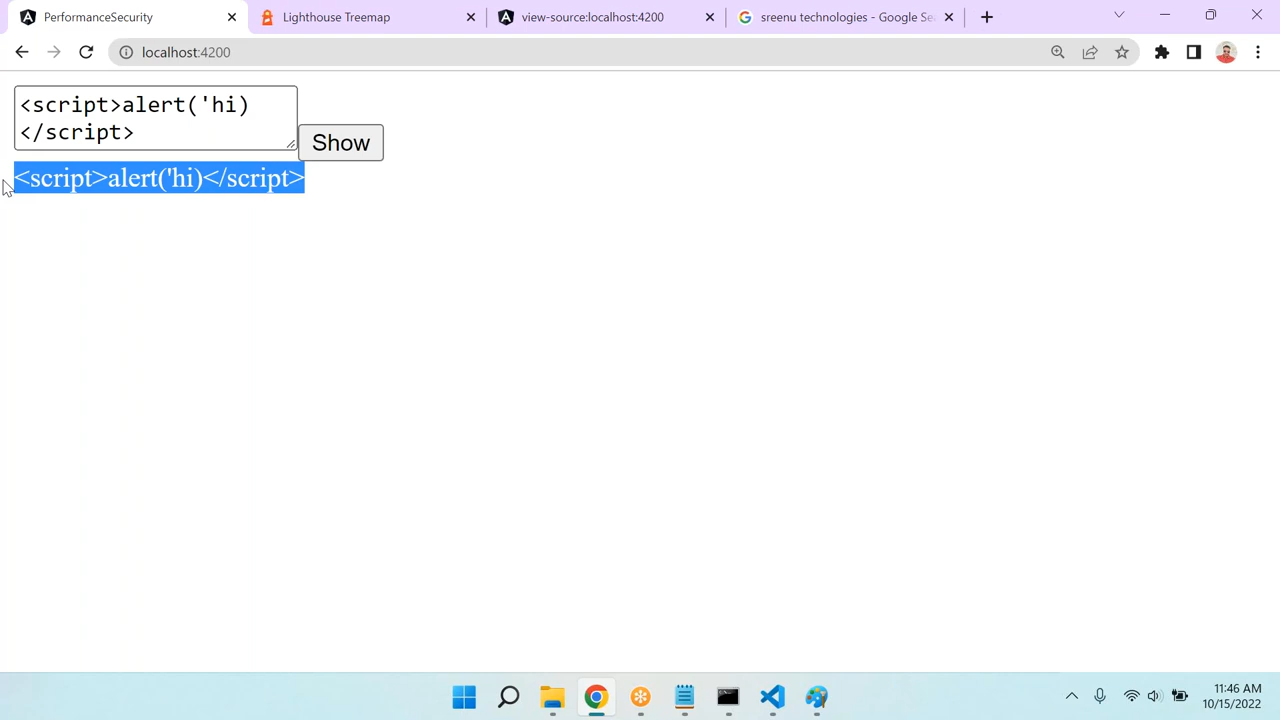 PerformanceSecurity
Lighthouse Treemap
view-source:localhost:4200
sreenu technologies - Google Se
localhost:4200
<script>alert('hi)
</script>
Show
<script>alert('hi)</script>
11:46 AM
10/15/2022